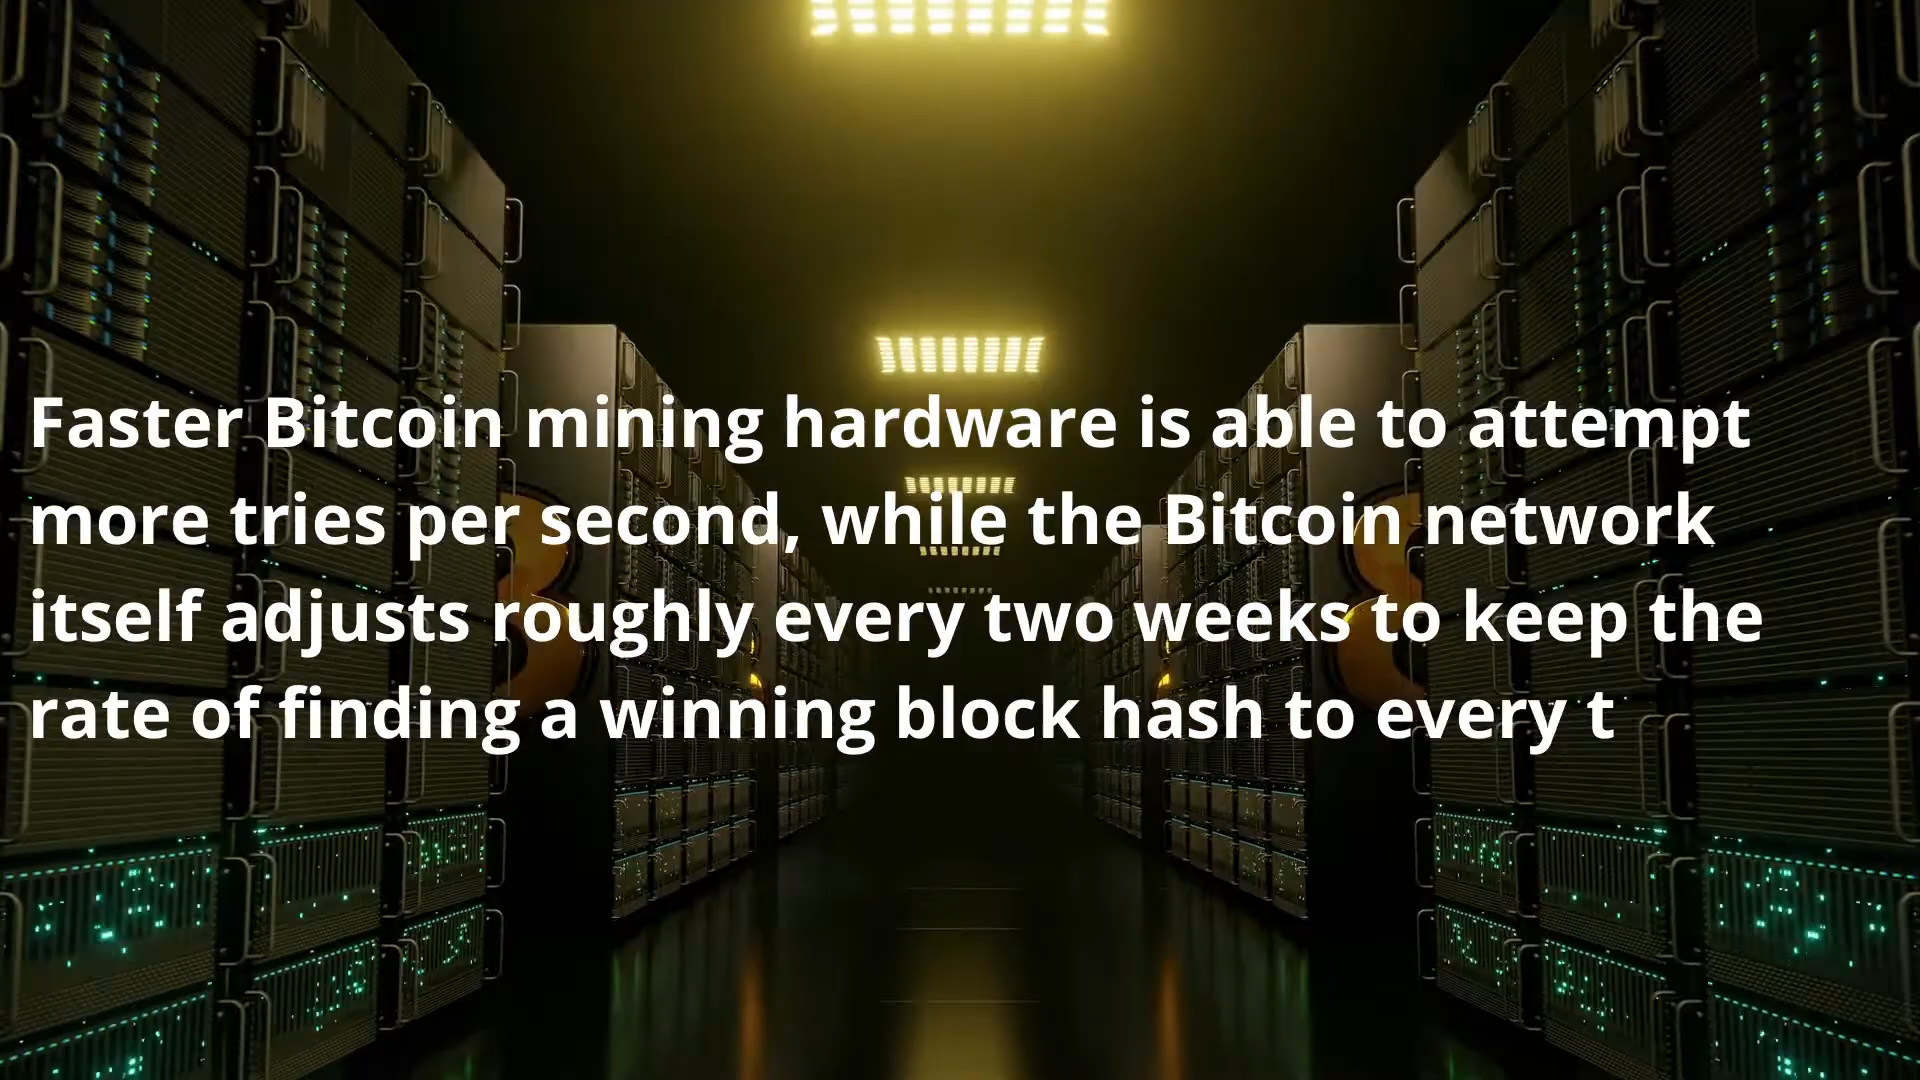 Faster Bitcoin mining hardware is able to attempt
more tries per second, while the Bitcoin network
itself adjusts roughly every two weeks to keep the
rate of finding a winning block hash to every t